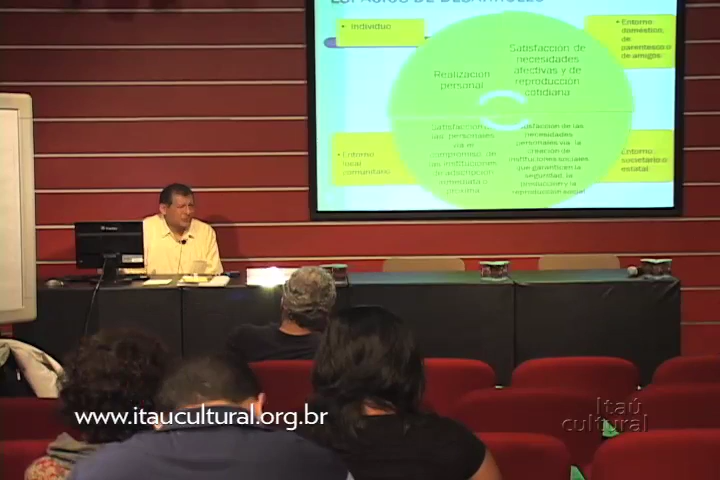 ESPACIOS DE DESARROLLO
• Individuo
• Entorno
doméstico,
de
parentesco o
de amigos
Satisfacción de
necesidades
afectivas y de
reproducción
cotidiana
Realización
personal
• Entorno
local
comunitario
Satisfacción de
las personales
vía el
compromiso de
las instituciones
de adscripción
inmediata o
próxima
Satisfacción de las
necesidades
personales vía la
creación de
instituciones sociales
que garanticen la
seguridad, la
producción y la
reproducción social
Entorno
societario o
estatal
www.itaucultural.org.br
Itaú
cultural